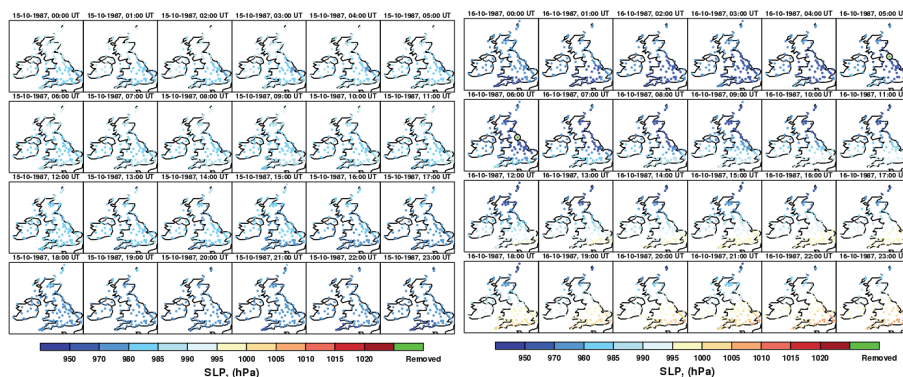 15-10-1987, 00:00 UT 15-10-1987, 01:00 UT 15-10-1987, 02:00 UT 15-10-1987, 03:00 UT 15-10-1987, 04:00 UT 15-10-1987, 05:00 UT
15-10-1987, 06:00 UT 15-10-1987, 07:00 UT 15-10-1987, 08:00 UT 15-10-1987, 09:00 UT 15-10-1987, 10:00 UT 15-10-1987, 11:00 UT
15-10-1987, 12:00 UT 15-10-1987, 13:00 UT 15-10-1987, 14:00 UT 15-10-1987, 15:00 UT 15-10-1987, 16:00 UT 15-10-1987, 17:00 UT
15-10-1987, 18:00 UT 15-10-1987, 19:00 UT 15-10-1987, 20:00 UT 15-10-1987, 21:00 UT 15-10-1987, 22:00 UT 15-10-1987, 23:00 UT
950 970 980 985 990 995 1000 1005 1010 1015 1020 Removed
SLP, (hPa)
16-10-1987, 00:00 UT 16-10-1987, 01:00 UT 16-10-1987, 02:00 UT 16-10-1987, 03:00 UT 16-10-1987, 04:00 UT 16-10-1987, 05:00 UT
16-10-1987, 06:00 UT 16-10-1987, 07:00 UT 16-10-1987, 08:00 UT 16-10-1987, 09:00 UT 16-10-1987, 10:00 UT 16-10-1987, 11:00 UT
16-10-1987, 12:00 UT 16-10-1987, 13:00 UT 16-10-1987, 14:00 UT 16-10-1987, 15:00 UT 16-10-1987, 16:00 UT 16-10-1987, 17:00 UT
16-10-1987, 18:00 UT 16-10-1987, 19:00 UT 16-10-1987, 20:00 UT 16-10-1987, 21:00 UT 16-10-1987, 22:00 UT 16-10-1987, 23:00 UT
950 970 980 985 990 995 1000 1005 1010 1015 1020 Removed
SLP, (hPa)